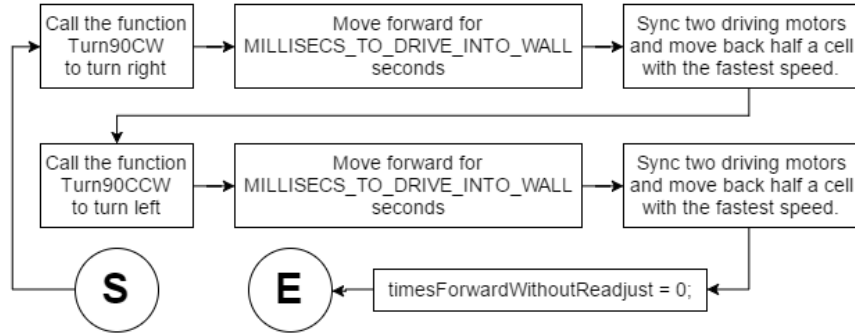 Call the function
Turn90CW
to turn right
Move forward for
MILLISECS_TO_DRIVE_INTO_WALL
seconds
Sync two driving motors
and move back half a cell
with the fastest speed.
Call the function
Turn90CCW
to turn left
Move forward for
MILLISECS_TO_DRIVE_INTO_WALL
seconds
Sync two driving motors
and move back half a cell
with the fastest speed.
S
E
timesForwardWithoutReadjust = 0;